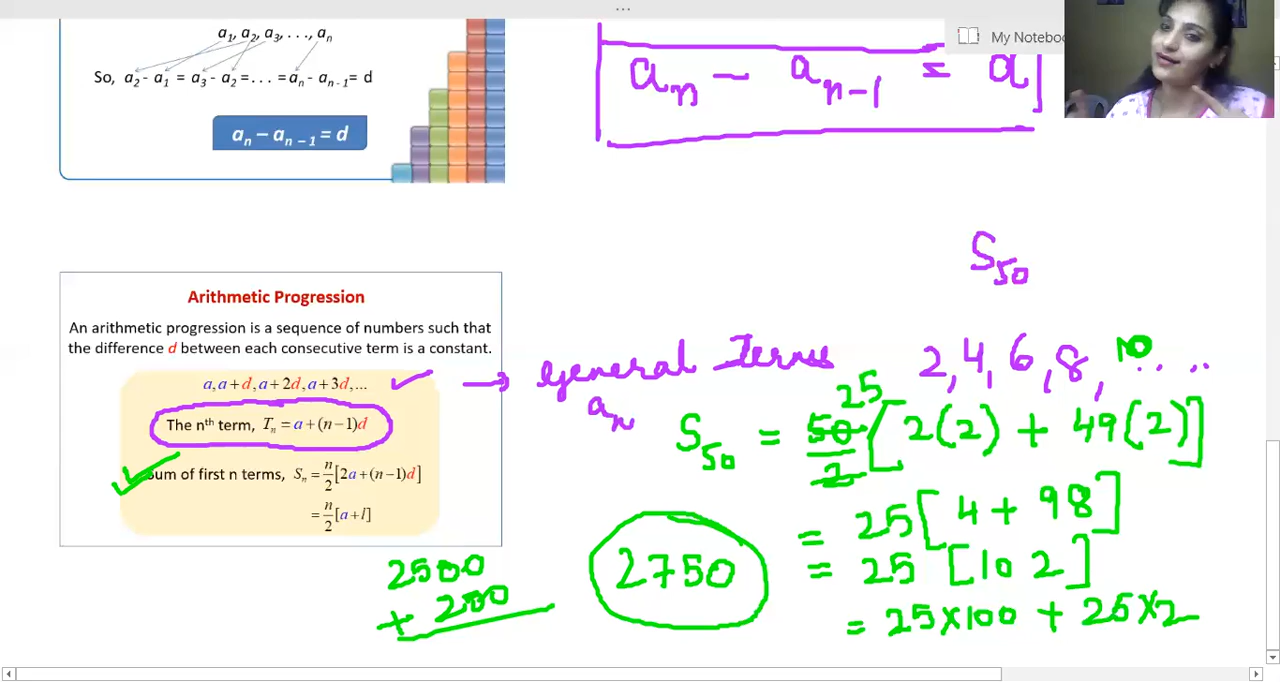 a₁, a₂, a₃, . . ., aₙ
So, a₂ - a₁ = a₃ - a₂ = . . . = aₙ - aₙ ₋ ₁ = d
aₙ – aₙ ₋ ₁ = d
My Notebo
aₙ - aₙ₋₁ = d
Arithmetic Progression
An arithmetic progression is a sequence of numbers such that
the difference d between each consecutive term is a constant.
a, a + d, a + 2d, a + 3d, ...
The nᵗʰ term, Tₙ = a + (n − 1)d
Sum of first n terms, Sₙ = n/2 [2a + (n − 1)d]
= n/2 [a + l]
→ General Terms
aₙ
S₅₀
2, 4, 6, 8, 10 . . .
25
S₅₀ = 50/2 [2(2) + 49(2)]
= 25 [4 + 98]
= 25 [102]
= 25×100 + 25×2
2750
2500
+ 200